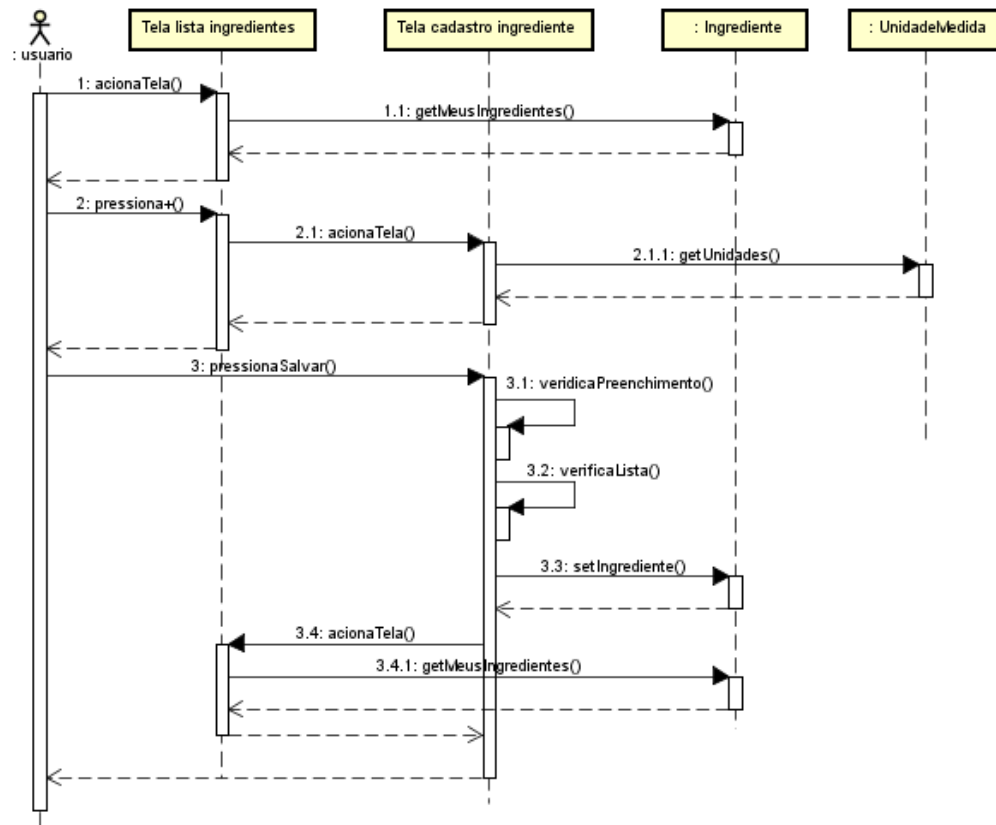 Tela lista ingredientes
Tela cadastro ingrediente
: Ingrediente
: UnidadeMedida
: usuario
1: acionaTela()
1.1: getMeusIngredientes()
2: pressiona+()
2.1: acionaTela()
2.1.1: getUnidades()
3: pressionaSalvar()
3.1: veridicaPreenchimento()
3.2: verificaLista()
3.3: setIngrediente()
3.4: acionaTela()
3.4.1: getMeusIngredientes()